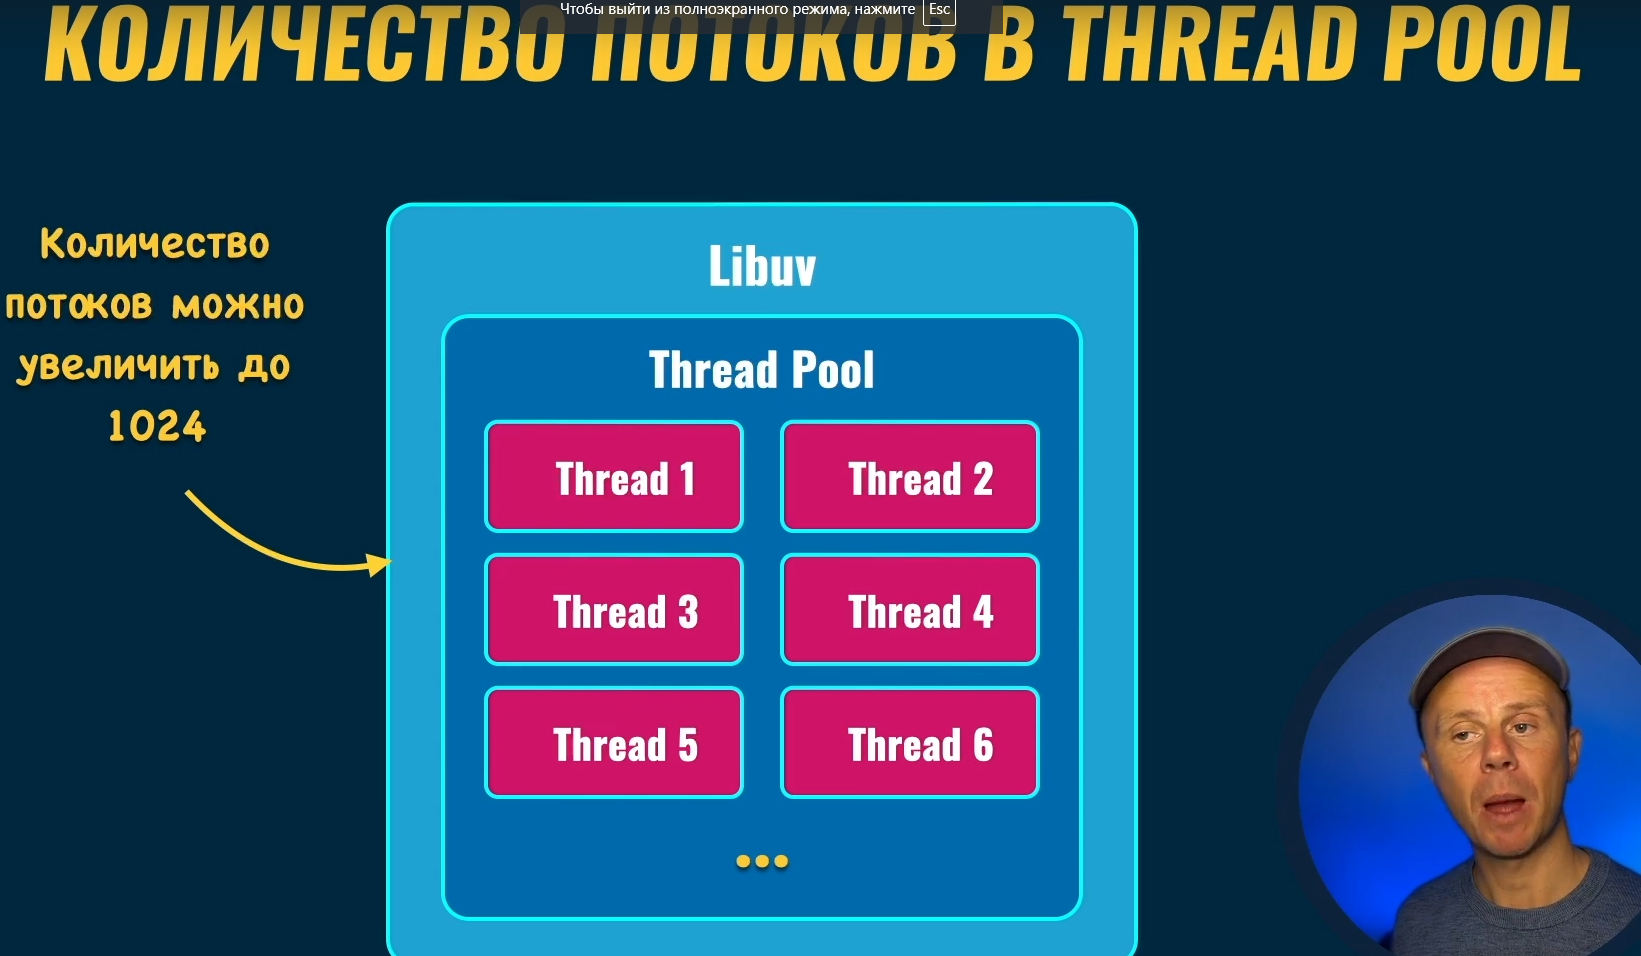 Чтобы выйти из полноэкранного режима, нажмите Esc
КОЛИЧЕСТВО ПОТОКОВ В THREAD POOL
Количество
потоков можно
увеличить до
1024
Libuv
Thread Pool
Thread 1
Thread 2
Thread 3
Thread 4
Thread 5
Thread 6
...